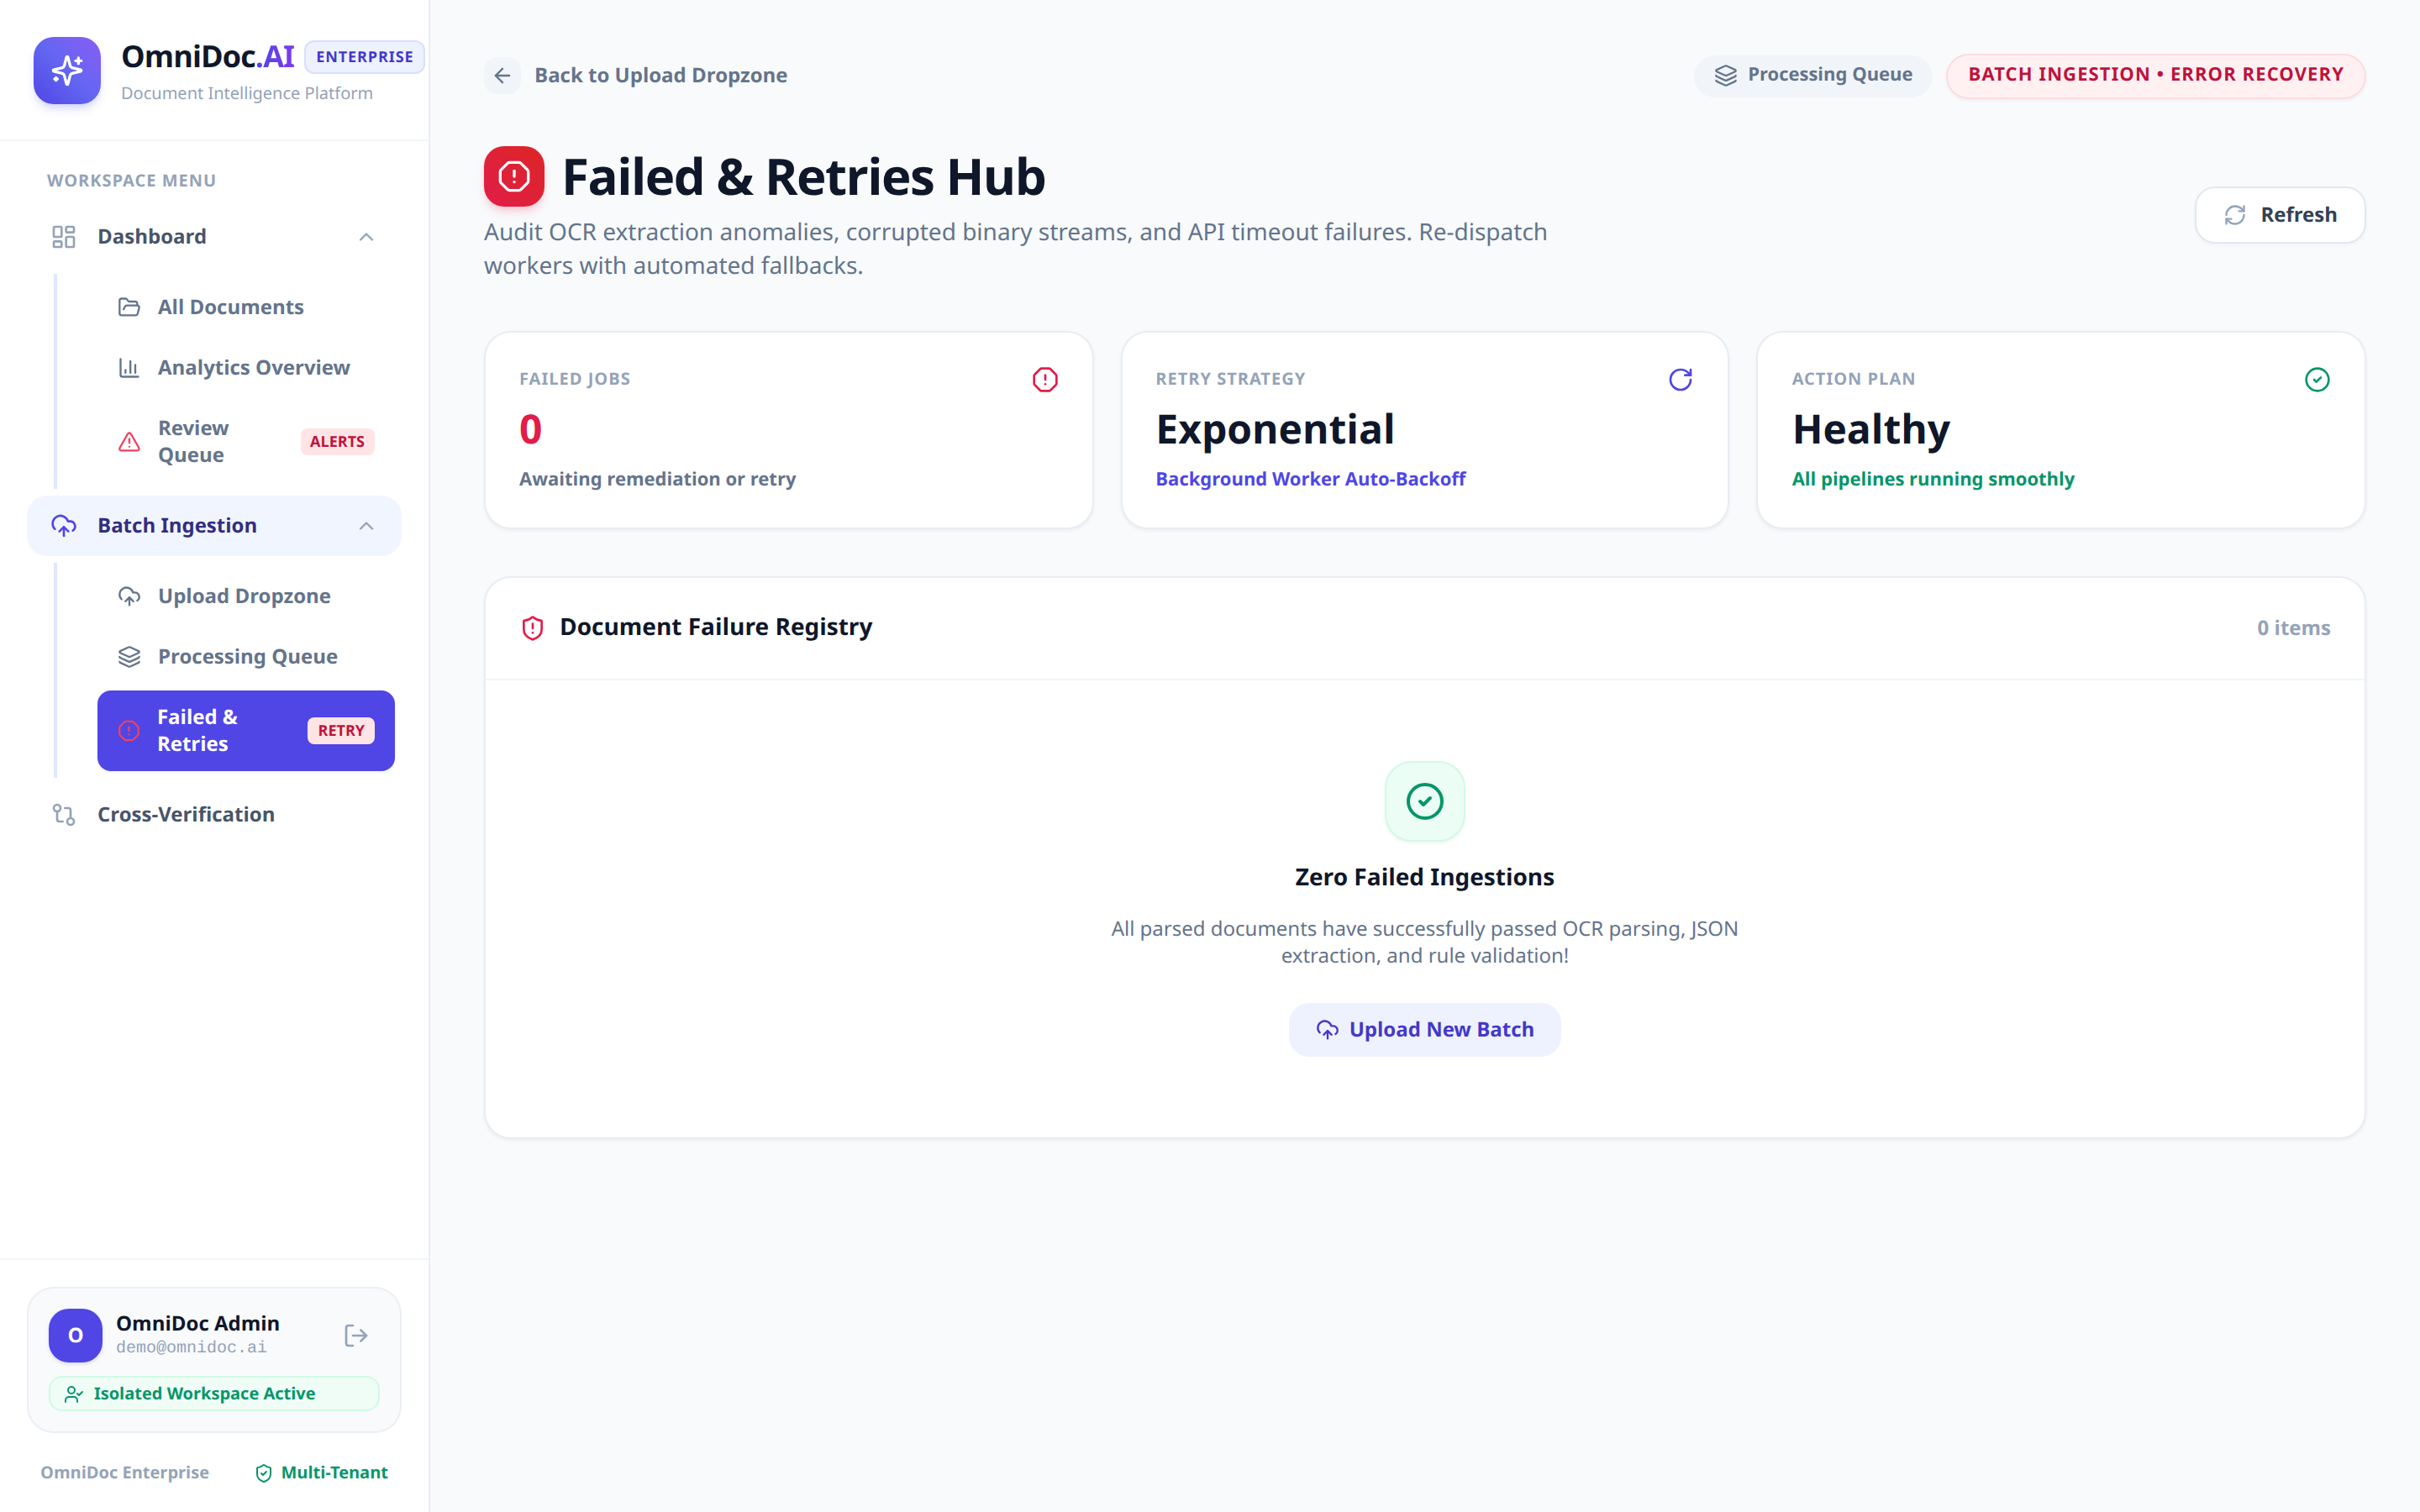 OmniDoc.AI ENTERPRISE
Document Intelligence Platform
WORKSPACE MENU
Dashboard
All Documents
Analytics Overview
Review
Queue
ALERTS
Batch Ingestion
Upload Dropzone
Processing Queue
Failed &
Retries
RETRY
Cross-Verification
O
OmniDoc Admin
demo@omnidoc.ai
Isolated Workspace Active
OmniDoc Enterprise Multi-Tenant
Back to Upload Dropzone
Processing Queue
BATCH INGESTION • ERROR RECOVERY
Failed & Retries Hub
Audit OCR extraction anomalies, corrupted binary streams, and API timeout failures. Re-dispatch
workers with automated fallbacks.
Refresh
FAILED JOBS
0
Awaiting remediation or retry
RETRY STRATEGY
Exponential
Background Worker Auto-Backoff
ACTION PLAN
Healthy
All pipelines running smoothly
Document Failure Registry
0 items
Zero Failed Ingestions
All parsed documents have successfully passed OCR parsing, JSON
extraction, and rule validation!
Upload New Batch